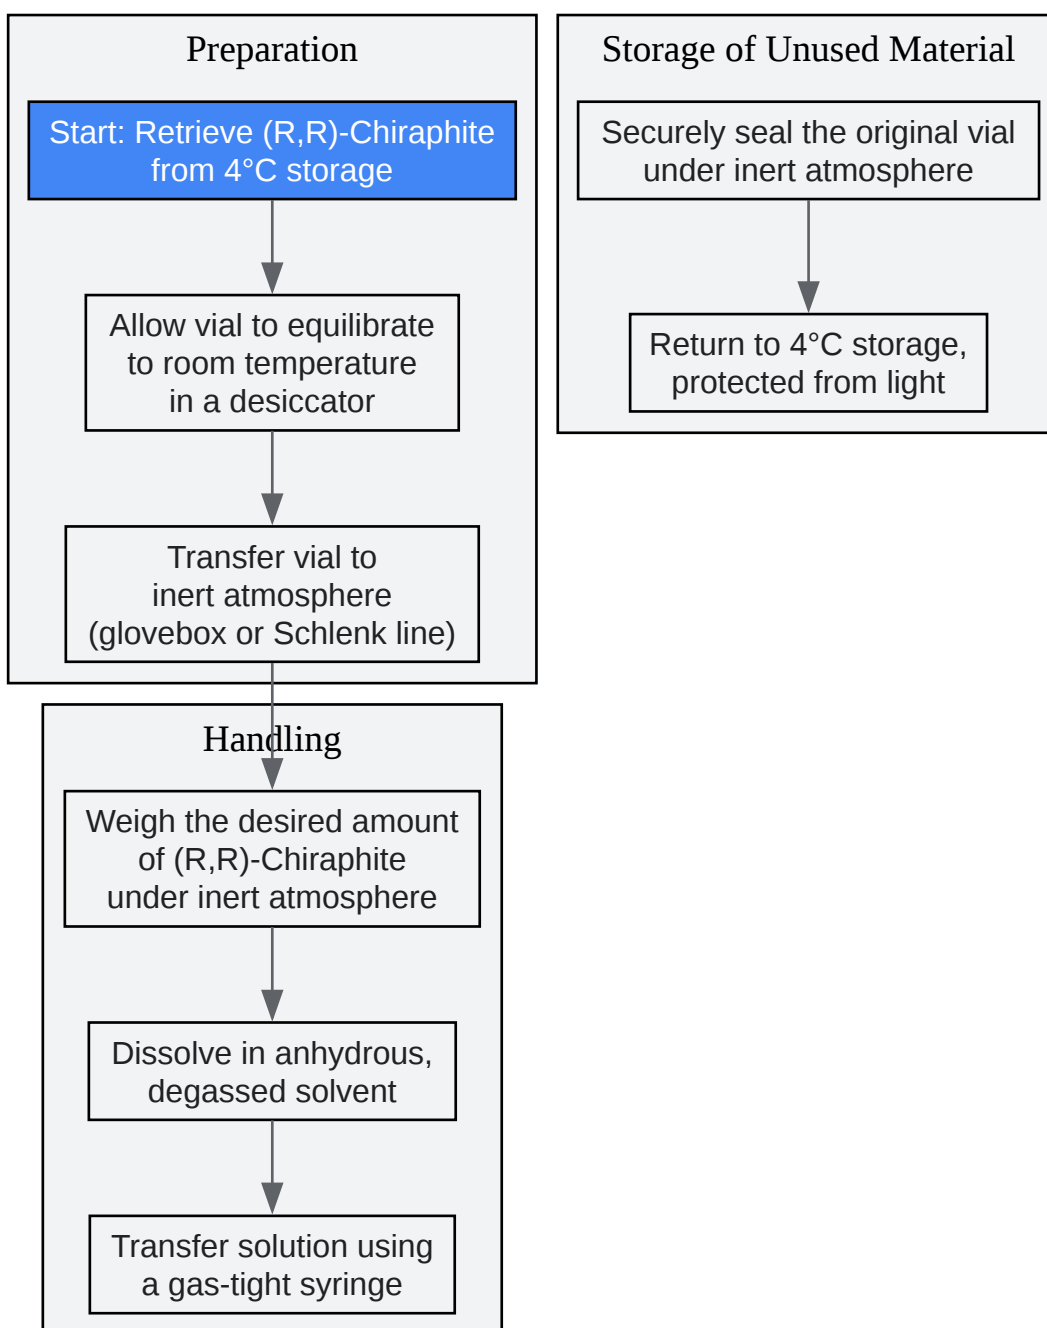 Preparation
Start: Retrieve (R,R)-Chiraphite
from 4°C storage
Allow vial to equilibrate
to room temperature
in a desiccator
Transfer vial to
inert atmosphere
(glovebox or Schlenk line)
Handling
Weigh the desired amount
of (R,R)-Chiraphite
under inert atmosphere
Dissolve in anhydrous,
degassed solvent
Transfer solution using
a gas-tight syringe
Storage of Unused Material
Securely seal the original vial
under inert atmosphere
Return to 4°C storage,
protected from light